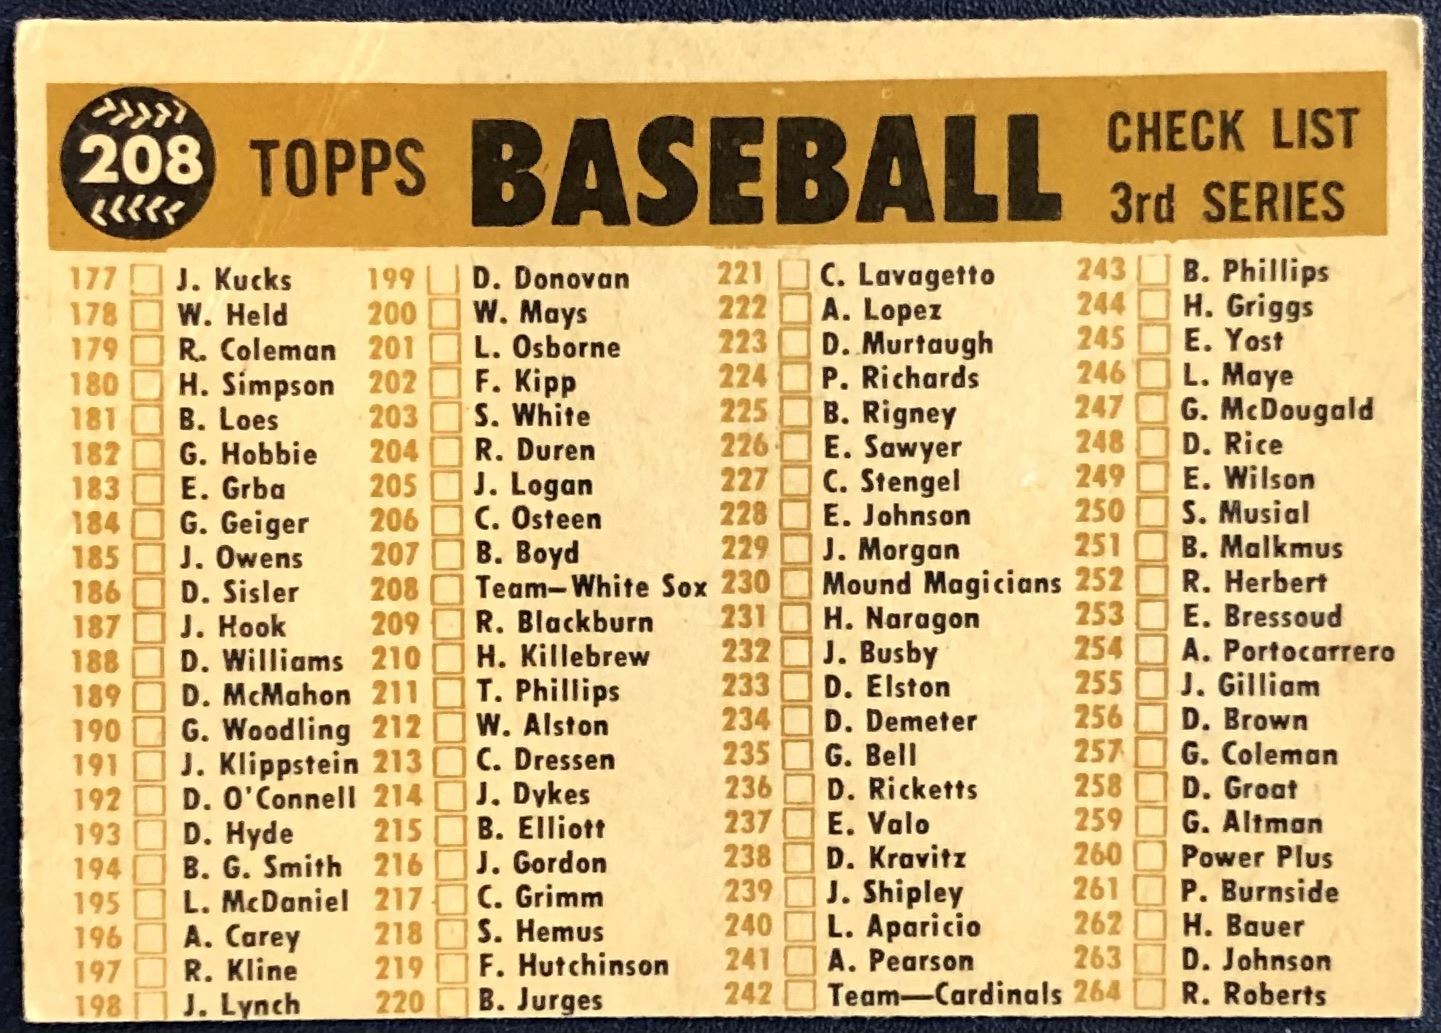 208 TOPPS BASEBALL CHECK LIST
3rd SERIES
177 J. Kucks
178 W. Held
179 R. Coleman
180 H. Simpson
181 B. Loes
182 G. Hobbie
183 E. Grba
184 G. Geiger
185 J. Owens
186 D. Sisler
187 J. Hook
188 D. Williams
189 D. McMahon
190 G. Woodling
191 J. Klippstein
192 D. O'Connell
193 D. Hyde
194 B. G. Smith
195 L. McDaniel
196 A. Carey
197 R. Kline
198 J. Lynch
199 D. Donovan
200 W. Mays
201 L. Osborne
202 F. Kipp
203 S. White
204 R. Duren
205 J. Logan
206 C. Osteen
207 B. Boyd
208 Team—White Sox
209 R. Blackburn
210 H. Killebrew
211 T. Phillips
212 W. Alston
213 C. Dressen
214 J. Dykes
215 B. Elliott
216 J. Gordon
217 C. Grimm
218 S. Hemus
219 F. Hutchinson
220 B. Jurges
221 C. Lavagetto
222 A. Lopez
223 D. Murtaugh
224 P. Richards
225 B. Rigney
226 E. Sawyer
227 C. Stengel
228 E. Johnson
229 J. Morgan
230 Mound Magicians
231 H. Naragon
232 J. Busby
233 D. Elston
234 D. Demeter
235 G. Bell
236 D. Ricketts
237 E. Valo
238 D. Kravitz
239 J. Shipley
240 L. Aparicio
241 A. Pearson
242 Team—Cardinals
243 B. Phillips
244 H. Griggs
245 E. Yost
246 L. Maye
247 G. McDougald
248 D. Rice
249 E. Wilson
250 S. Musial
251 B. Malkmus
252 R. Herbert
253 E. Bressoud
254 A. Portocarrero
255 J. Gilliam
256 D. Brown
257 G. Coleman
258 D. Groat
259 G. Altman
260 Power Plus
261 P. Burnside
262 H. Bauer
263 D. Johnson
264 R. Roberts